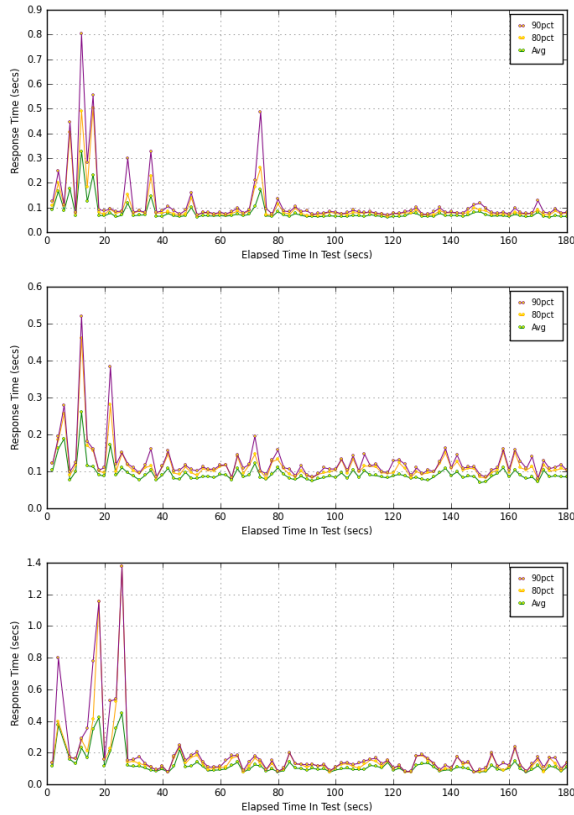 0.9
0.8
0.7
0.6
0.5
0.4
0.3
0.2
0.1
0.0
Response Time (secs)
90pct
80pct
Avg
0 20 40 60 80 100 120 140 160 180
Elapsed Time In Test (secs)
0.6
0.5
0.4
0.3
0.2
0.1
0.0
Response Time (secs)
90pct
80pct
Avg
0 20 40 60 80 100 120 140 160 180
Elapsed Time In Test (secs)
1.4
1.2
1.0
0.8
0.6
0.4
0.2
0.0
Response Time (secs)
90pct
80pct
Avg
0 20 40 60 80 100 120 140 160 180
Elapsed Time In Test (secs)